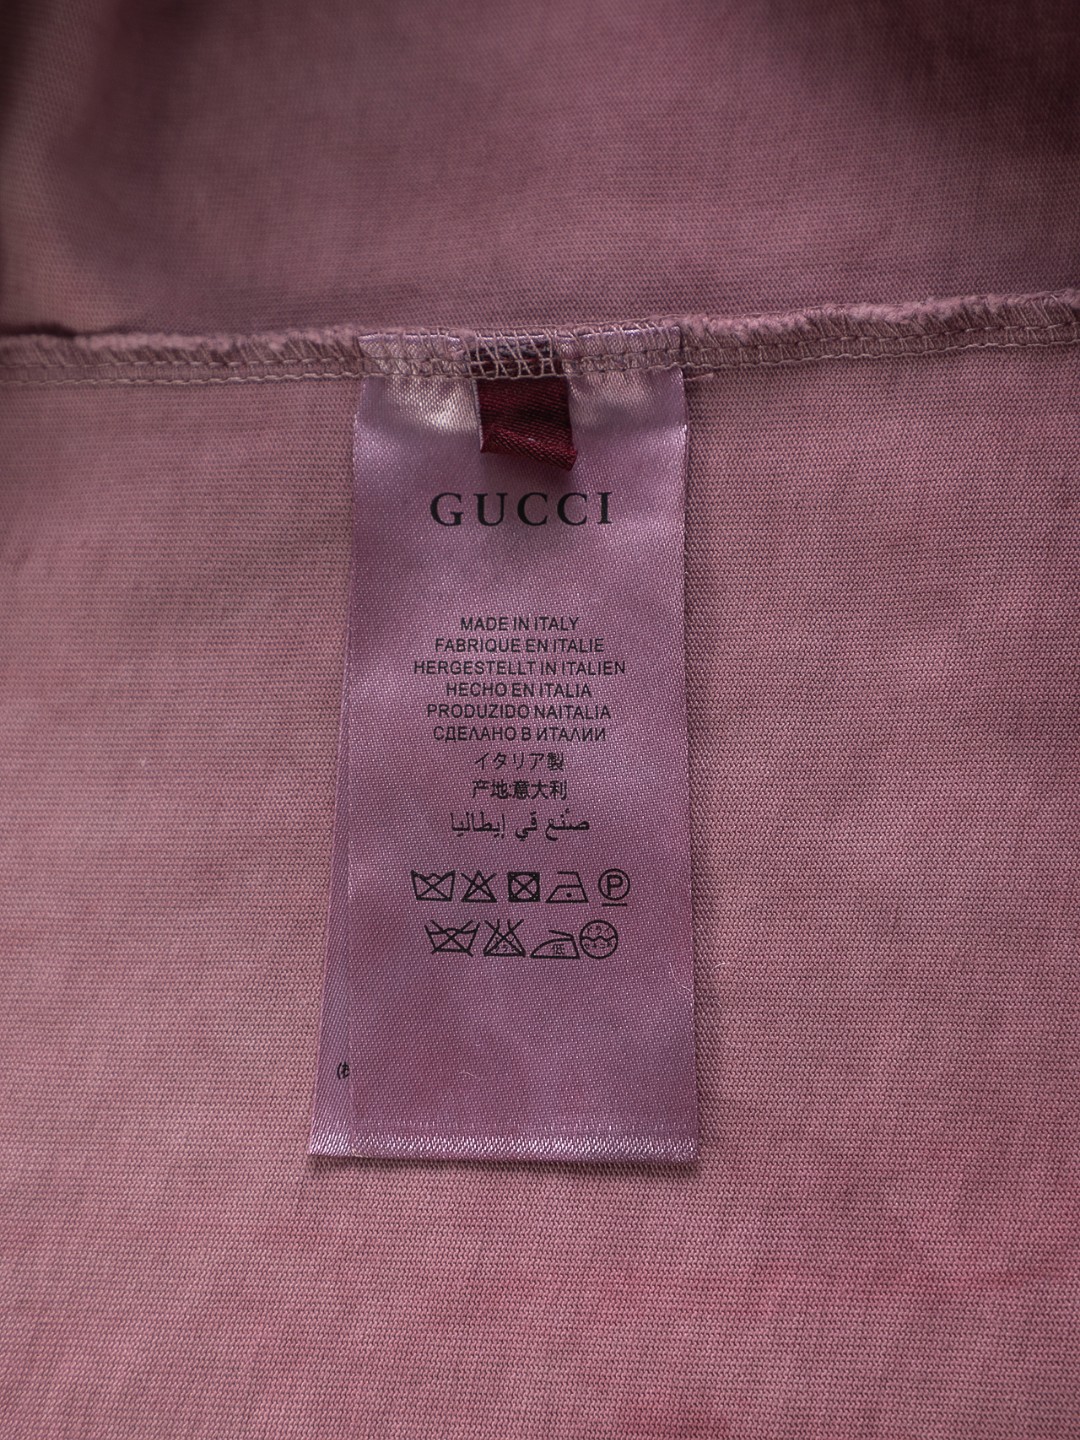 GUCCI
MADE IN ITALY
FABRIQUE EN ITALIE
HERGESTELLT IN ITALIEN
HECHO EN ITALIA
PRODUZIDO NAITALIA
СДЕЛАНО В ИТАЛИИ
イタリア製
产地意大利
صنع في إيطاليا
P
低